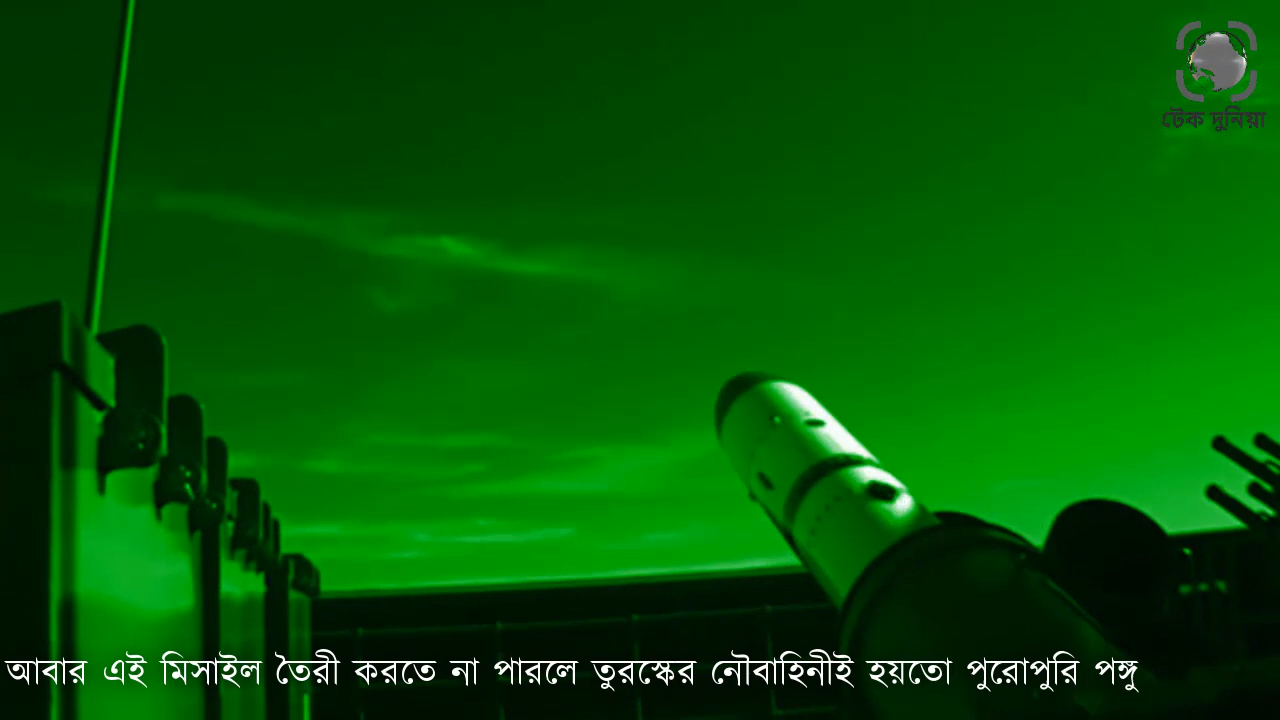 টেক দুনিয়া
আবার এই মিসাইল তৈরী করতে না পারলে তুরস্কের নৌবাহিনীই হয়তো পুরোপুরি পঙ্গু